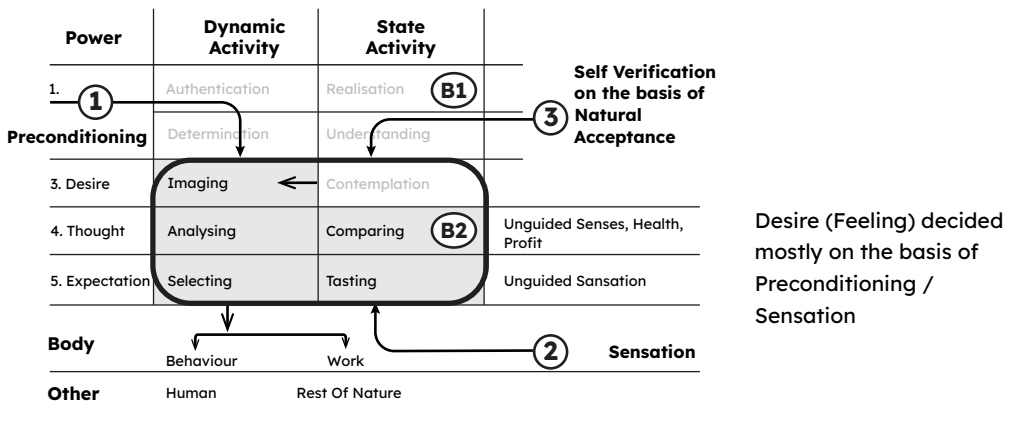 Power
Dynamic
Activity
State
Activity
1.
Authentication
Realisation
B1
Self Verification
on the basis of
Natural
Acceptance
1
3
Preconditioning
Determination
Understanding
3. Desire
Imaging
Contemplation
4. Thought
Analysing
Comparing
B2
Unguided Senses, Health,
Profit
5. Expectation
Selecting
Tasting
Unguided Sansation
Desire (Feeling) decided
mostly on the basis of
Preconditioning /
Sensation
Body
Behaviour
Work
2
Sensation
Other
Human
Rest Of Nature